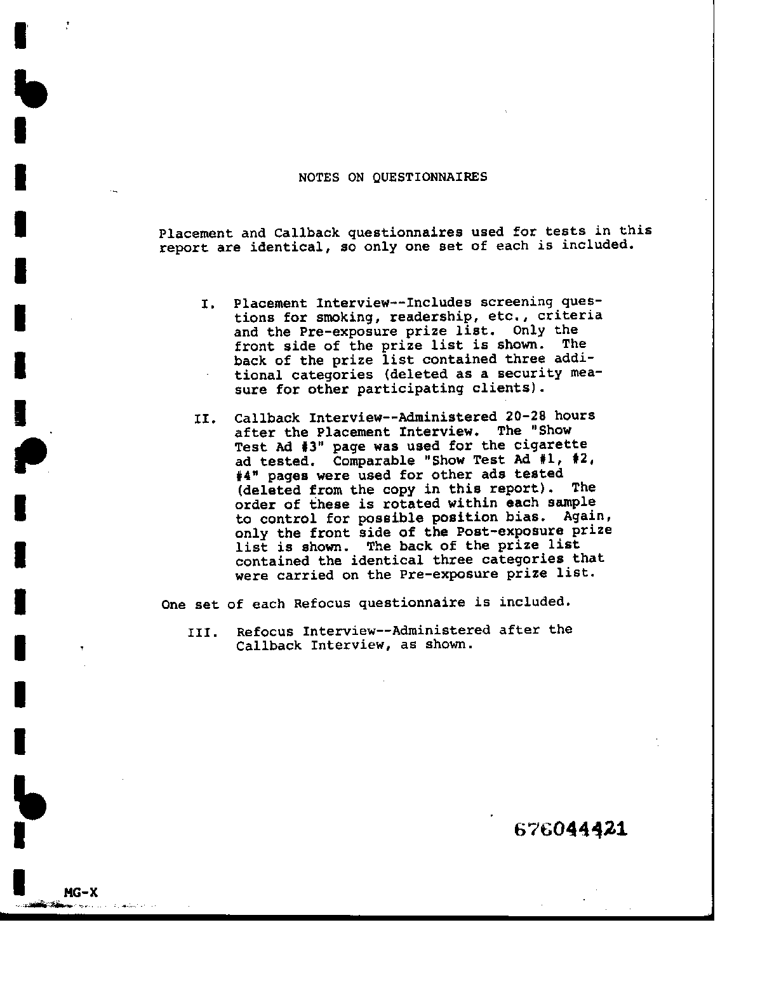 NOTES ON QUESTIONNAIRES
Placement and Callback questionnaires used for tests in this
report are identical, so only one set of each is included.
I. Placement Interview--Includes screening ques-
tions for smoking, readership, etc., criteria
and the Pre-exposure prize list. Only the
front side of the prize list is shown. The
back of the prize list contained three addi-
tional categories (deleted as a security mea-
sure for other participating clients).
II. Callback Interview--Administered 20-28 hours
after the Placement Interview. The "Show
Test Ad #3" page was used for the cigarette
ad tested. Comparable "Show Test Ad #1, #2,
#4" pages were used for other ads tested
(deleted from the copy in this report). The
order of these is rotated within each sample
to control for possible position bias. Again,
only the front side of the Post-exposure prize
list is shown. The back of the prize list
contained the identical three categories that
were carried on the Pre-exposure prize list.
One set of each Refocus questionnaire is included.
III. Refocus Interview--Administered after the
Callback Interview, as shown.
676044421
MG-X